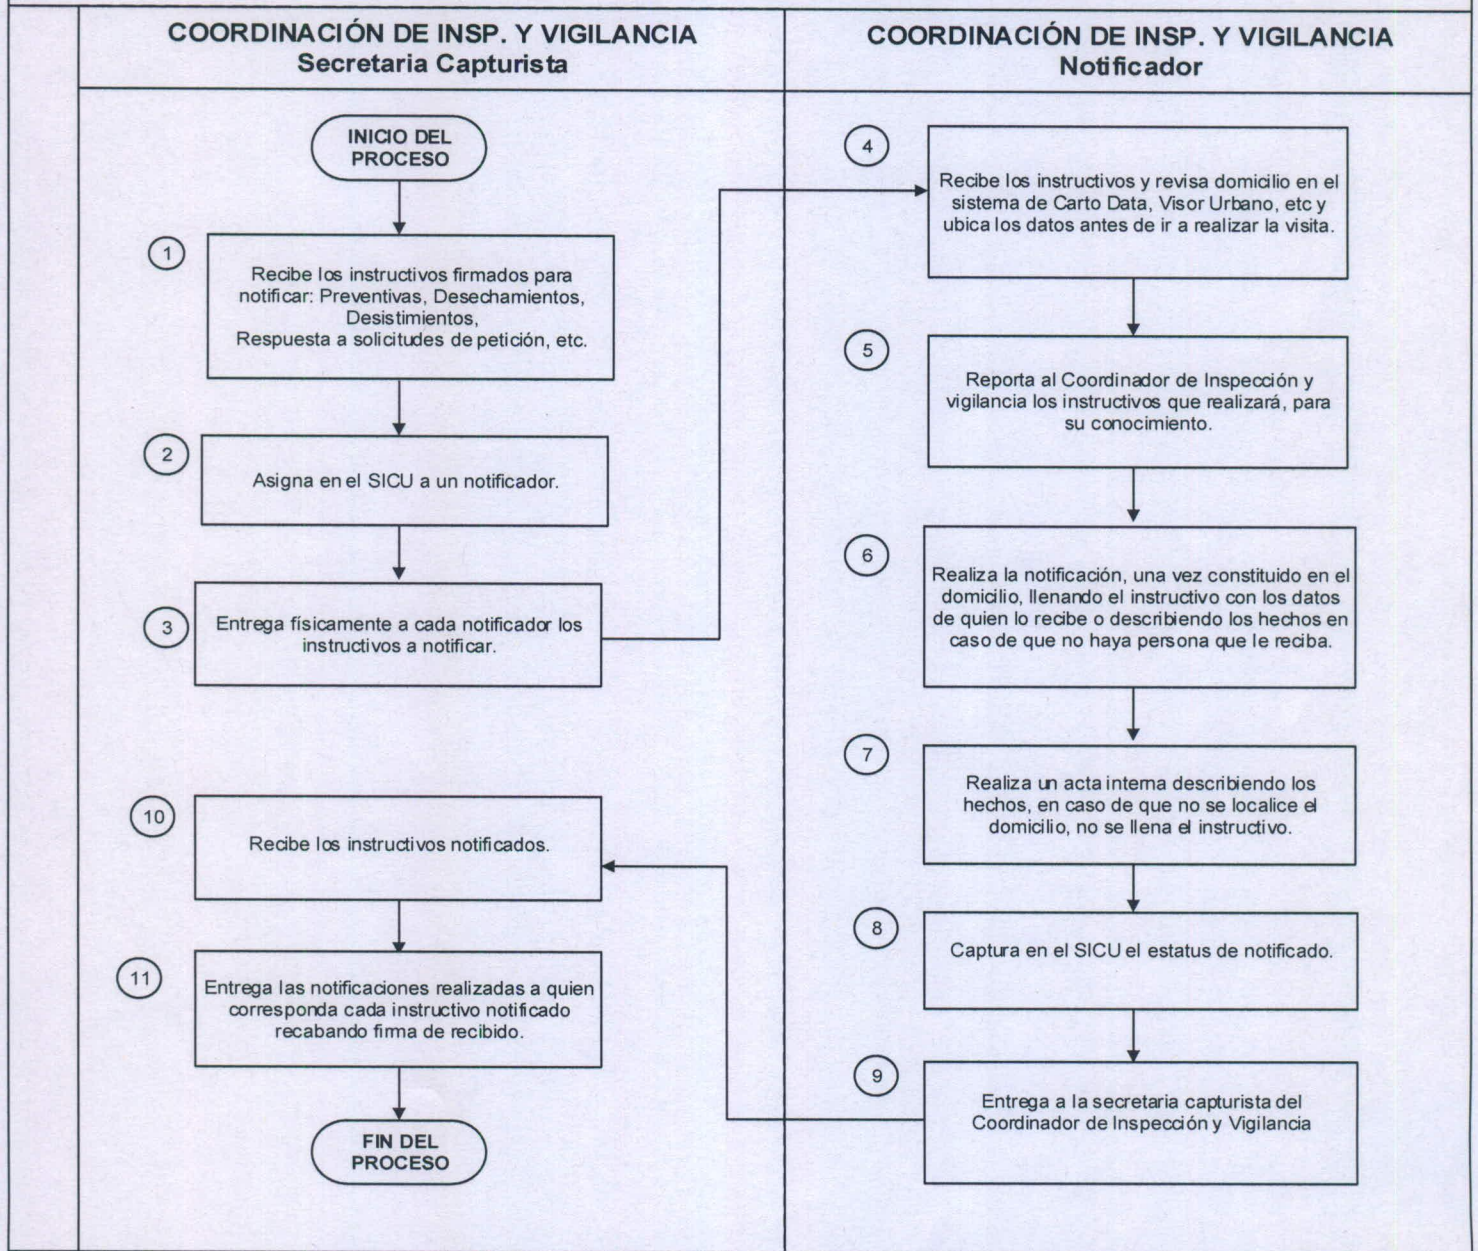 COORDINACIÓN DE INSP. Y VIGILANCIA
Secretaria Capturista
COORDINACIÓN DE INSP. Y VIGILANCIA
Notificador
INICIO DEL
PROCESO
1
Recibe los instructivos firmados para
notificar: Preventivas, Desechamientos,
Desistimientos,
Respuesta a solicitudes de petición, etc.
2
Asigna en el SICU a un notificador.
3
Entrega físicamente a cada notificador los
instructivos a notificar.
4
Recibe los instructivos y revisa domicilio en el
sistema de Carto Data, Visor Urbano, etc y
ubica los datos antes de ir a realizar la visita.
5
Reporta al Coordinador de Inspección y
vigilancia los instructivos que realizará, para
su conocimiento.
6
Realiza la notificación, una vez constituido en el
domicilio, llenando el instructivo con los datos
de quien lo recibe o describiendo los hechos en
caso de que no haya persona que le reciba.
7
Realiza un acta interna describiendo los
hechos, en caso de que no se localice el
domicilio, no se llena el instructivo.
8
Captura en el SICU el estatus de notificado.
9
Entrega a la secretaria capturista del
Coordinador de Inspección y Vigilancia
10
Recibe los instructivos notificados.
11
Entrega las notificaciones realizadas a quien
corresponda cada instructivo notificado
recabando firma de recibido.
FIN DEL
PROCESO